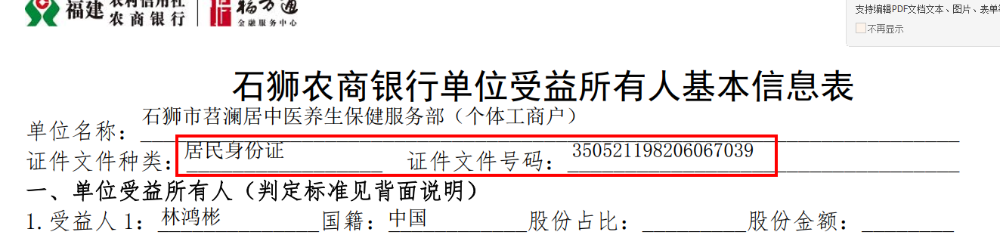 福建 农村信用社
农商银行
福万通
金融服务中心
支持编辑PDF文档文本、图片、表单等
不再显示
石狮农商银行单位受益所有人基本信息表
单位名称：石狮市苕澜居中医养生保健服务部（个体工商户）
证件文件种类：居民身份证 证件文件号码：350521198206067039
一、单位受益所有人（判定标准见背面说明）
1.受益人1：林鸿彬 国籍：中国 股份占比： 股份金额：